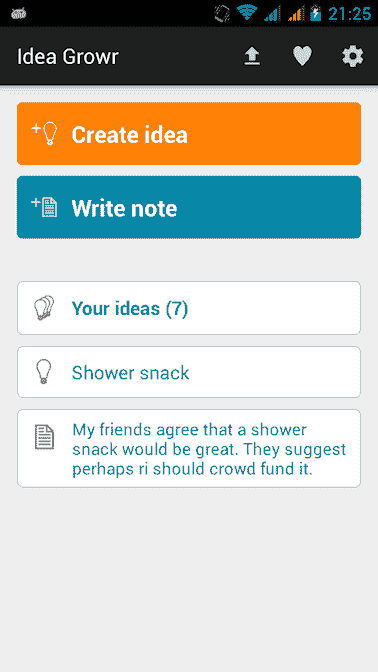 21:25
Idea Growr
Create idea
Write note
Your ideas (7)
Shower snack
My friends agree that a shower
snack would be great. They suggest
perhaps ri should crowd fund it.